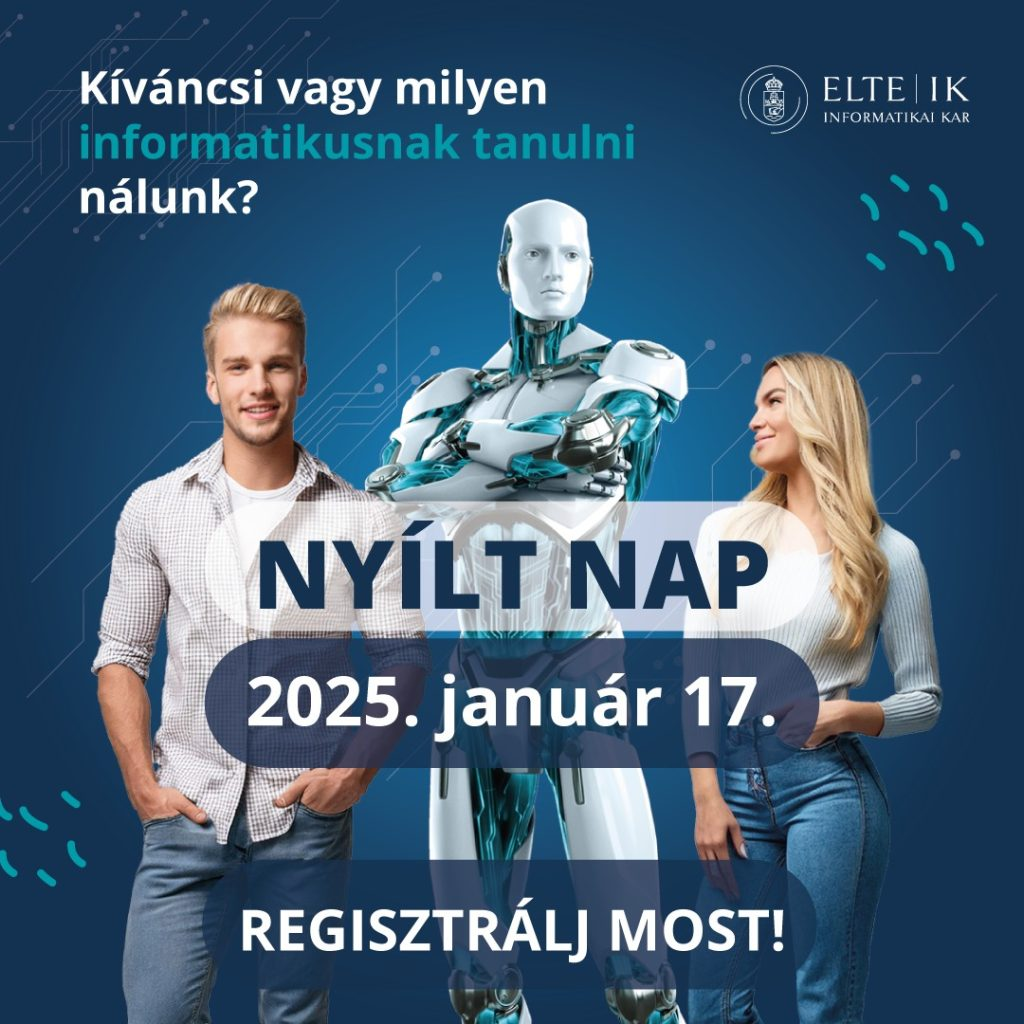 Kíváncsi vagy milyen
informatikusnak tanulni
nálunk?
ELTE | IK
INFORMATIKAI KAR
NYÍLT NAP
2025. január 17.
REGISZTRÁLJ MOST!